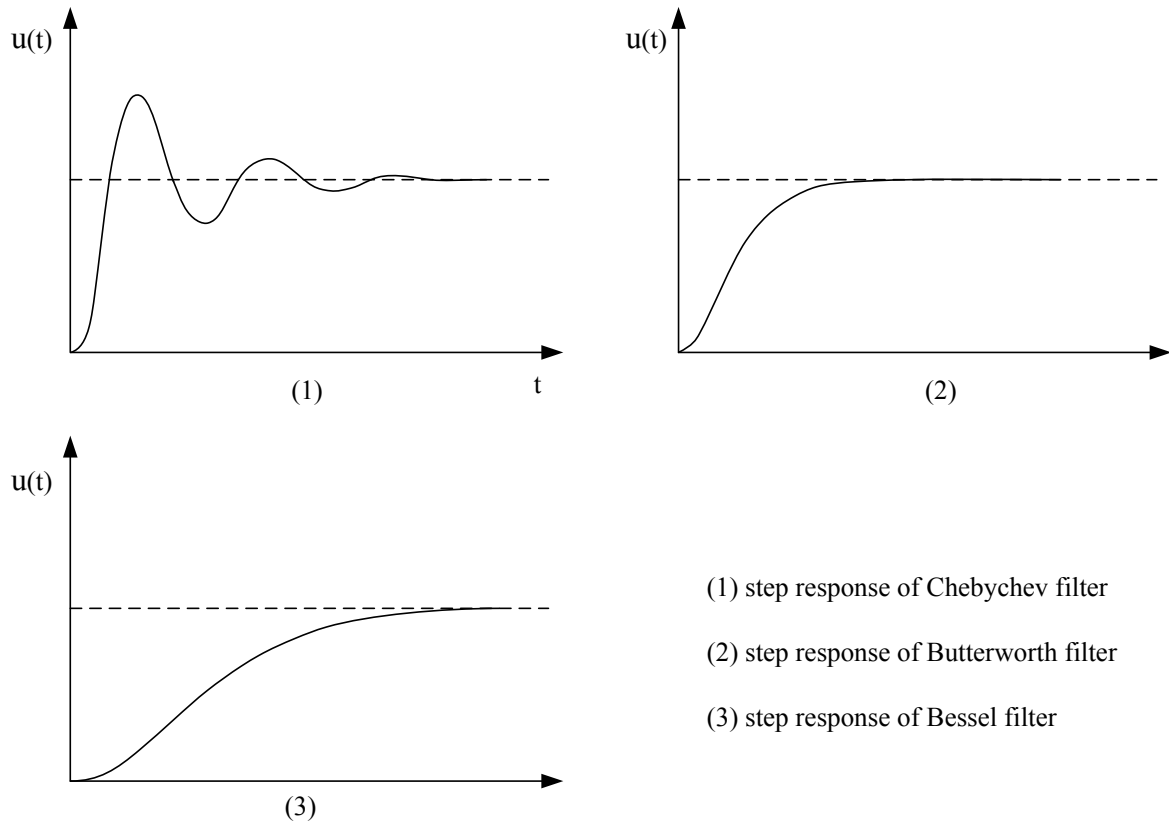 u(t)
u(t)
t
(1)
(2)
u(t)
(1) step response of Chebychev filter
(2) step response of Butterworth filter
(3) step response of Bessel filter
(3)